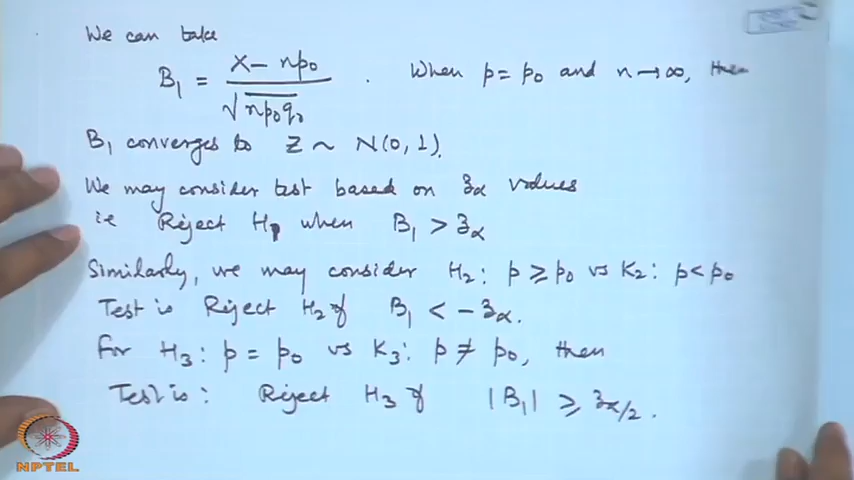 We can take
B₁ = (X - np₀) / √(np₀q₀) . When p = p₀ and n→∞, then
B₁ converges to Z ~ N(0, 1).
We may consider test based on zα values
i.e. Reject H₁ when B₁ > zα
Similarly, we may consider H₂: p ≥ p₀ vs K₂: p < p₀
Test is Reject H₂ if B₁ < - zα.
For H₃: p = p₀ vs K₃: p ≠ p₀, then
Test is: Reject H₃ if |B₁| ≥ zα/2.
NPTEL